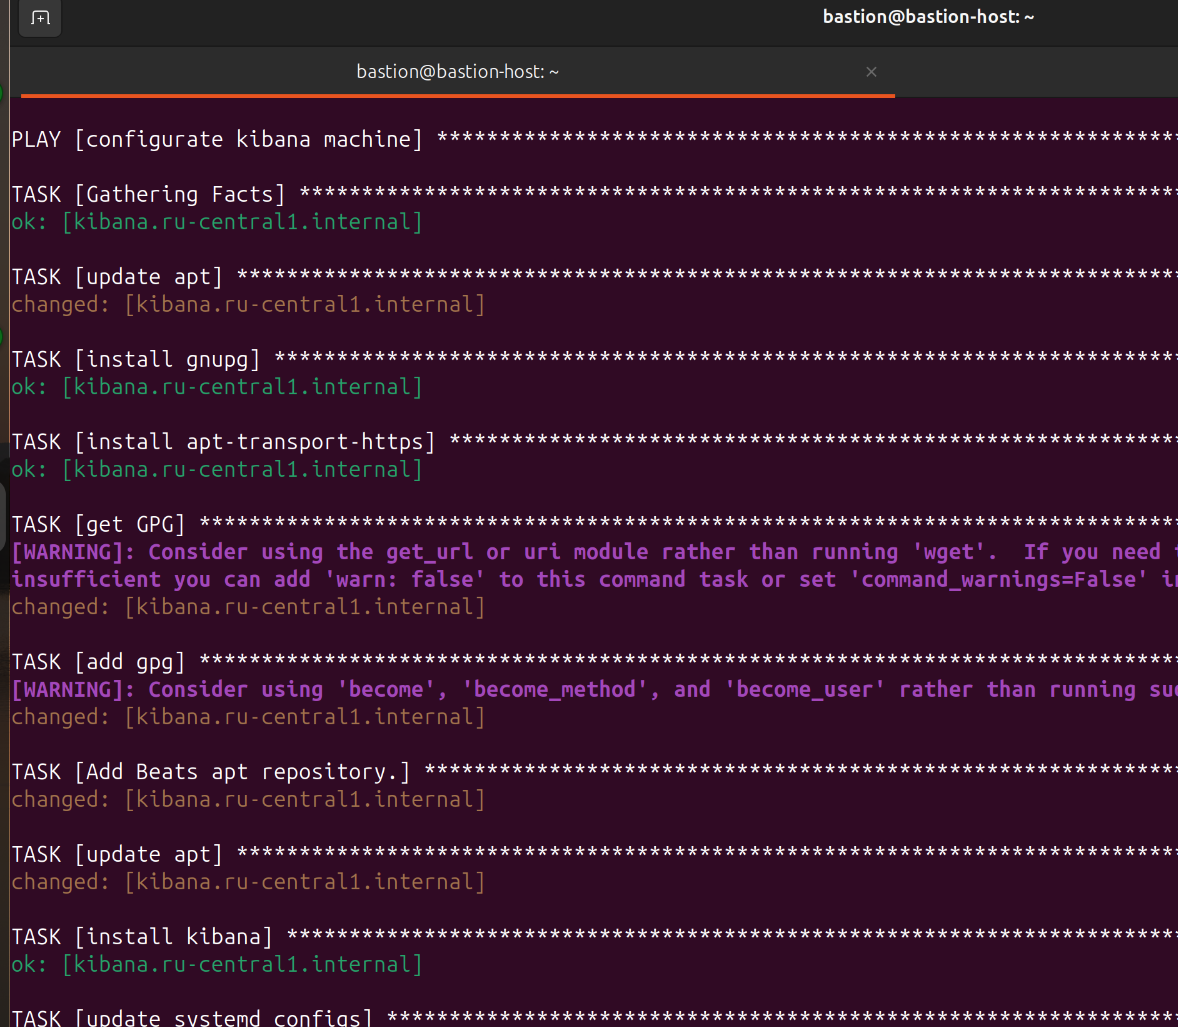 bastion@bastion-host: ~
bastion@bastion-host: ~
PLAY [configurate kibana machine] ************************************************************
TASK [Gathering Facts] ***********************************************************************
ok: [kibana.ru-central1.internal]
TASK [update apt] ****************************************************************************
changed: [kibana.ru-central1.internal]
TASK [install gnupg] *************************************************************************
ok: [kibana.ru-central1.internal]
TASK [install apt-transport-https] ***********************************************************
ok: [kibana.ru-central1.internal]
TASK [get GPG] *******************************************************************************
[WARNING]: Consider using the get_url or uri module rather than running 'wget'.  If you need
insufficient you can add 'warn: false' to this command task or set 'command_warnings=False'
changed: [kibana.ru-central1.internal]
TASK [add gpg] *******************************************************************************
[WARNING]: Consider using 'become', 'become_method', and 'become_user' rather than running
changed: [kibana.ru-central1.internal]
TASK [Add Beats apt repository.] *************************************************************
changed: [kibana.ru-central1.internal]
TASK [update apt] ****************************************************************************
changed: [kibana.ru-central1.internal]
TASK [install kibana] ************************************************************************
ok: [kibana.ru-central1.internal]
TASK [update systemd configs] ****************************************************************